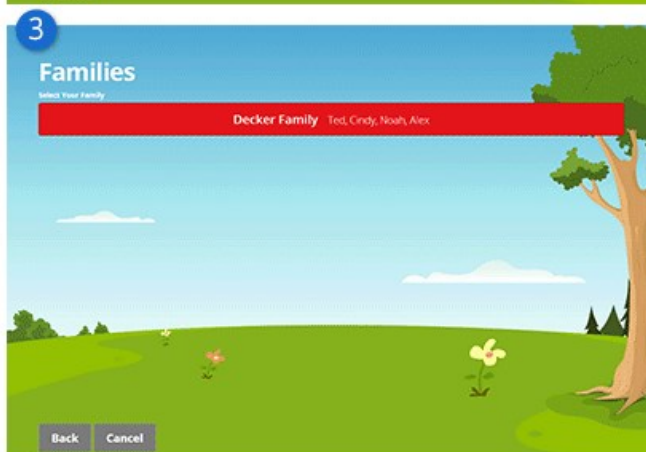 3
Families
Select Your Family
Decker Family Ted, Cindy, Noah, Alex
Back Cancel